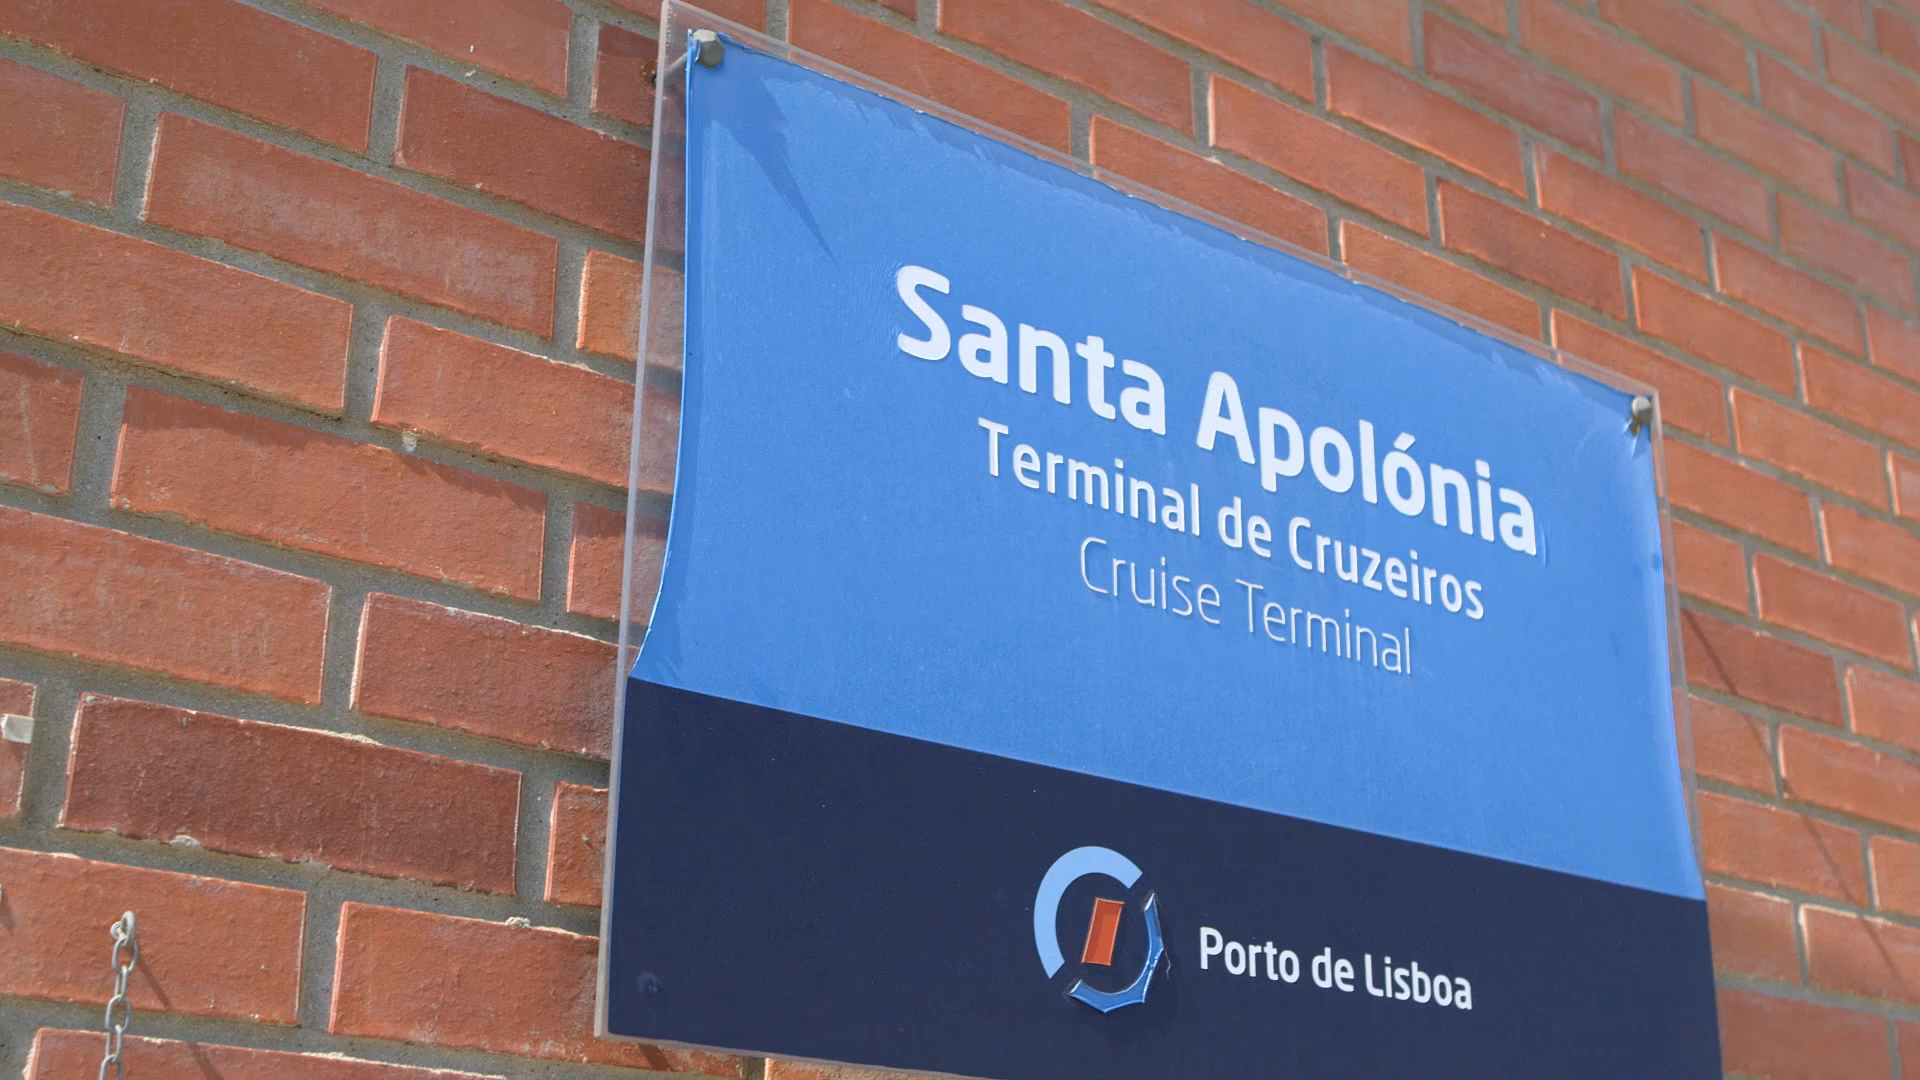 Santa Apolónia
Terminal de Cruzeiros
Cruise Terminal
Porto de Lisboa